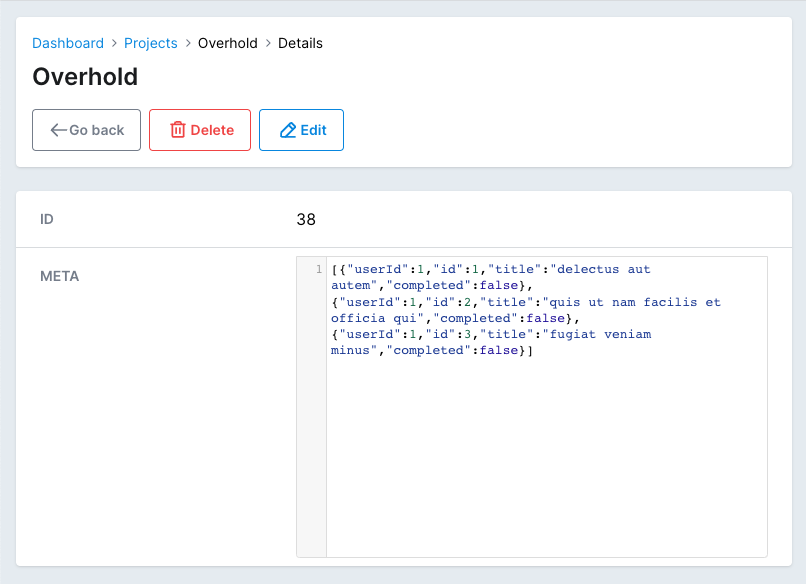 Dashboard > Projects > Overhold > Details
Overhold
Go back
Delete
Edit
ID
38
META
1
[{"userId":1,"id":1,"title":"delectus aut
autem","completed":false},
{"userId":1,"id":2,"title":"quis ut nam facilis et
officia qui","completed":false},
{"userId":1,"id":3,"title":"fugiat veniam
minus","completed":false}]